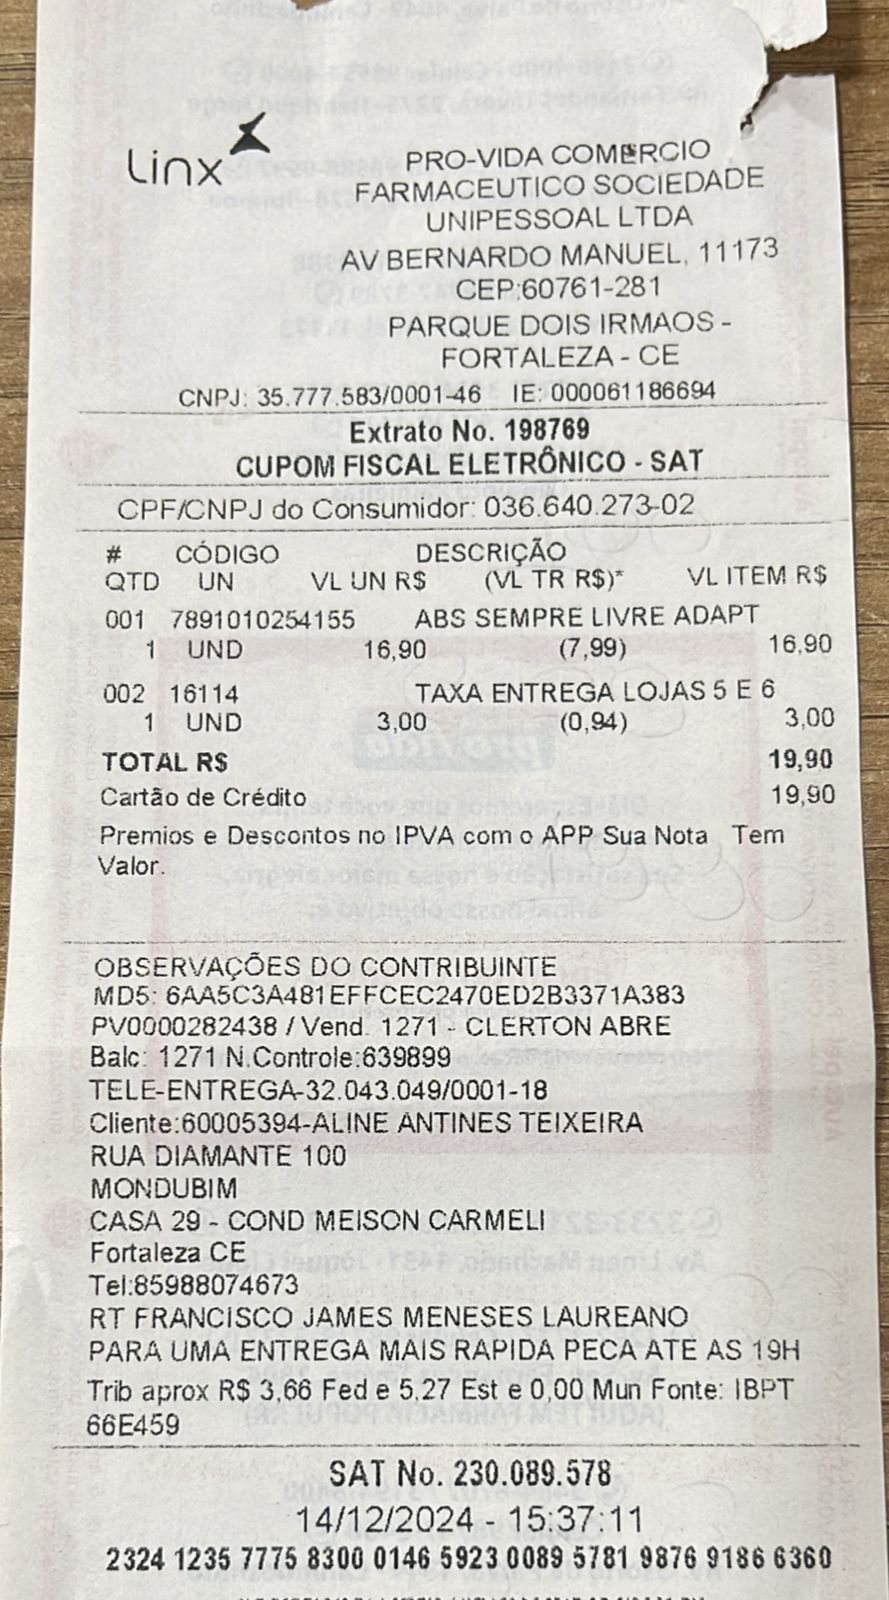 Linx
PRO-VIDA COMERCIO
FARMACEUTICO SOCIEDADE
UNIPESSOAL LTDA
AV BERNARDO MANUEL, 11173
CEP:60761-281
PARQUE DOIS IRMAOS -
FORTALEZA - CE
CNPJ: 35.777.583/0001-46 IE: 000061186694
Extrato No. 198769
CUPOM FISCAL ELETRÔNICO - SAT
CPF/CNPJ do Consumidor: 036.640.273-02
# CÓDIGO DESCRIÇÃO
QTD UN VL UN R$ (VL TR R$)* VL ITEM R$
001 7891010254155 ABS SEMPRE LIVRE ADAPT
1 UND 16,90 (7,99) 16,90
002 16114 TAXA ENTREGA LOJAS 5 E 6
1 UND 3,00 (0,94) 3,00
TOTAL R$ 19,90
Cartão de Crédito 19,90
Premios e Descontos no IPVA com o APP Sua Nota Tem
Valor.
OBSERVAÇÕES DO CONTRIBUINTE
MD5: 6AA5C3A481EFFCEC2470ED2B3371A383
PV0000282438 / Vend. 1271 - CLERTON ABRE
Balc: 1271 N.Controle:639899
TELE-ENTREGA-32.043.049/0001-18
Cliente:60005394-ALINE ANTINES TEIXEIRA
RUA DIAMANTE 100
MONDUBIM
CASA 29 - COND MEISON CARMELI
Fortaleza CE
Tel:85988074673
RT FRANCISCO JAMES MENESES LAUREANO
PARA UMA ENTREGA MAIS RAPIDA PECA ATE AS 19H
Trib aprox R$ 3,66 Fed e 5,27 Est e 0,00 Mun Fonte: IBPT
66E459
SAT No. 230.089.578
14/12/2024 - 15:37:11
2324 1235 7775 8300 0146 5923 0089 5781 9876 9186 6360